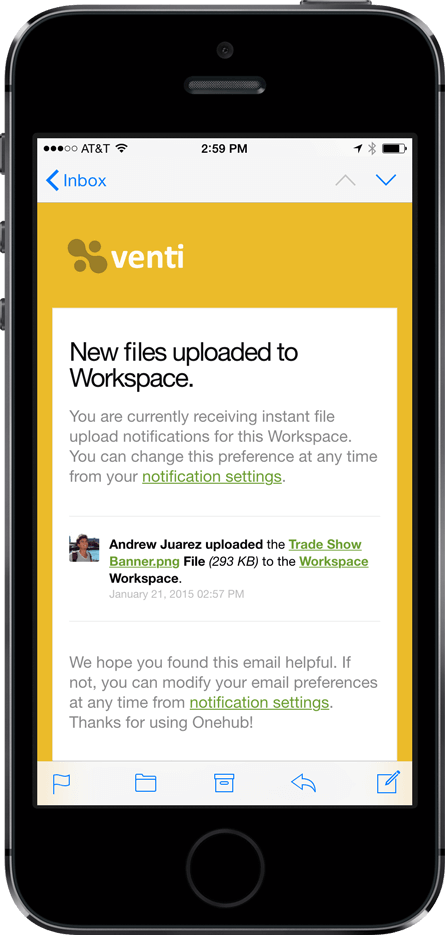 AT&T 2:59 PM
Inbox
venti
New files uploaded to
Workspace.
You are currently receiving instant file
upload notifications for this Workspace.
You can change this preference at any time
from your notification settings.
Andrew Juarez uploaded the Trade Show
Banner.png File (293 KB) to the Workspace
Workspace.
January 21, 2015 02:57 PM
We hope you found this email helpful. If
not, you can modify your email preferences
at any time from notification settings.
Thanks for using Onehub!